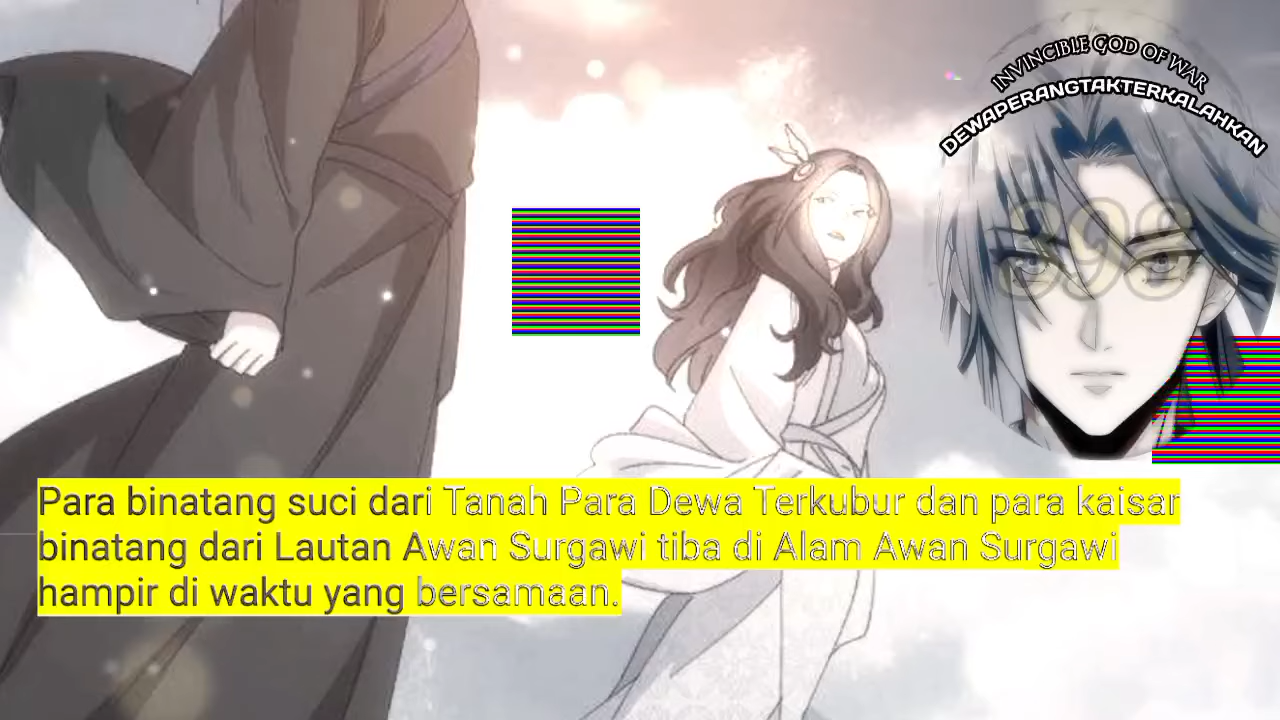 INVINCIBLE GOD OF WAR
DEWAPERANGTAKTERKALAHKAN
398
Para binatang suci dari Tanah Para Dewa Terkubur dan para kaisar
binatang dari Lautan Awan Surgawi tiba di Alam Awan Surgawi
hampir di waktu yang bersamaan.